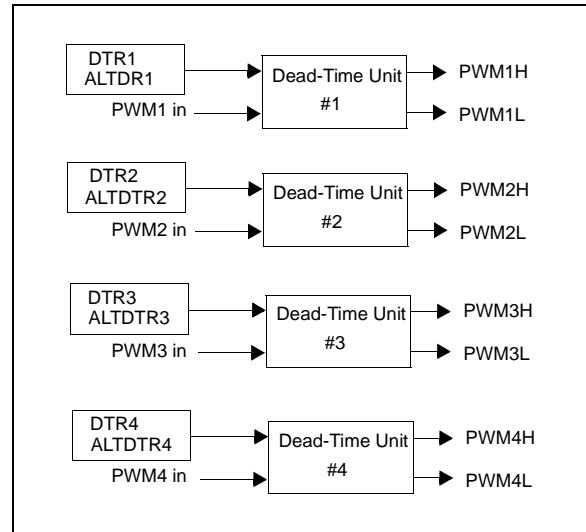 DTR1
ALTDR1
PWM1 in
Dead-Time Unit
#1
PWM1H
PWM1L
DTR2
ALTDTR2
PWM2 in
Dead-Time Unit
#2
PWM2H
PWM2L
DTR3
ALTDTR3
PWM3 in
Dead-Time Unit
#3
PWM3H
PWM3L
DTR4
ALTDTR4
PWM4 in
Dead-Time Unit
#4
PWM4H
PWM4L